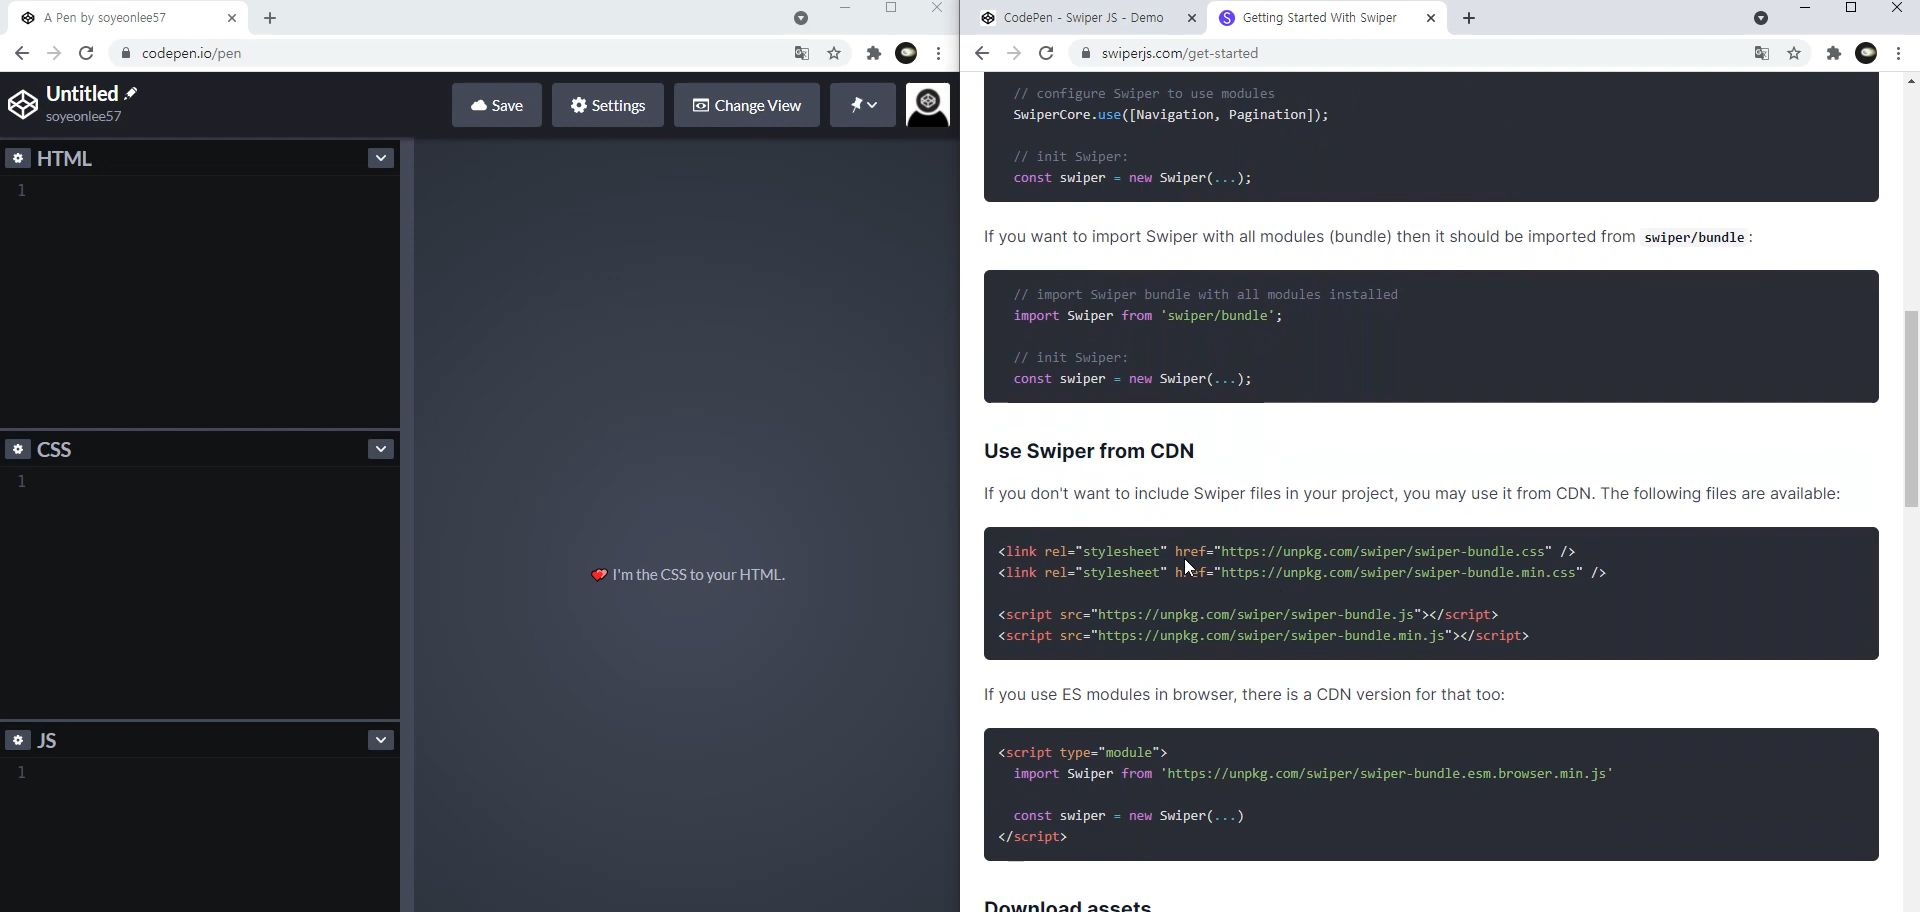 A Pen by soyeonlee57
codepen.io/pen
Untitled
soyeonlee57
Save
Settings
Change View
HTML
1
CSS
1
JS
1
I'm the CSS to your HTML.
CodePen - Swiper JS - Demo
Getting Started With Swiper
swiperjs.com/get-started
// configure Swiper to use modules
SwiperCore.use([Navigation, Pagination]);
// init Swiper:
const swiper = new Swiper(...);
If you want to import Swiper with all modules (bundle) then it should be imported from swiper/bundle :
// import Swiper bundle with all modules installed
import Swiper from 'swiper/bundle';
// init Swiper:
const swiper = new Swiper(...);
Use Swiper from CDN
If you don't want to include Swiper files in your project, you may use it from CDN. The following files are available:
<link rel="stylesheet" href="https://unpkg.com/swiper/swiper-bundle.css" />
<link rel="stylesheet" href="https://unpkg.com/swiper/swiper-bundle.min.css" />
<script src="https://unpkg.com/swiper/swiper-bundle.js"></script>
<script src="https://unpkg.com/swiper/swiper-bundle.min.js"></script>
If you use ES modules in browser, there is a CDN version for that too:
<script type="module">
import Swiper from 'https://unpkg.com/swiper/swiper-bundle.esm.browser.min.js'
const swiper = new Swiper(...)
</script>
Download assets